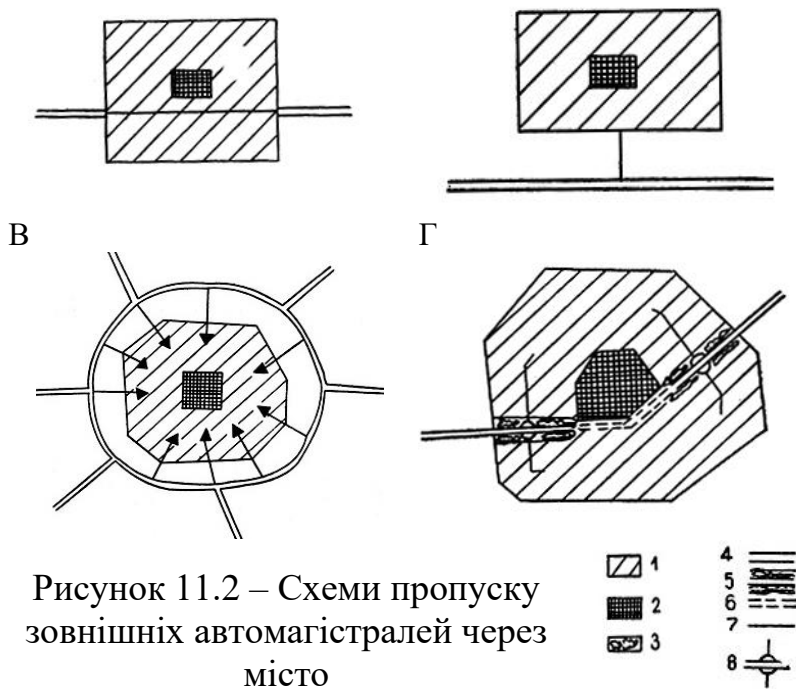 В
Г
Рисунок 11.2 – Схеми пропуску
зовнішніх автомагістралей через
місто
1
2
3
4
5
6
7
8